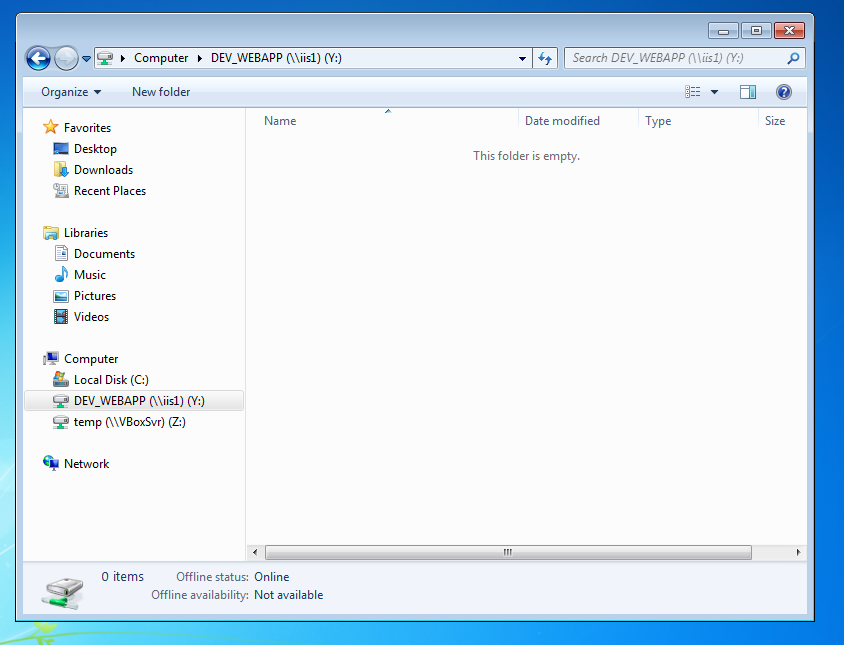 Computer ▸ DEV_WEBAPP (\\iis1) (Y:)
Search DEV_WEBAPP (\\iis1) (Y:)
Organize
New folder
Favorites
Desktop
Downloads
Recent Places
Libraries
Documents
Music
Pictures
Videos
Computer
Local Disk (C:)
DEV_WEBAPP (\\iis1) (Y:)
temp (\\VBoxSvr) (Z:)
Network
Name
Date modified
Type
Size
This folder is empty.
0 items
Offline status: Online
Offline availability: Not available